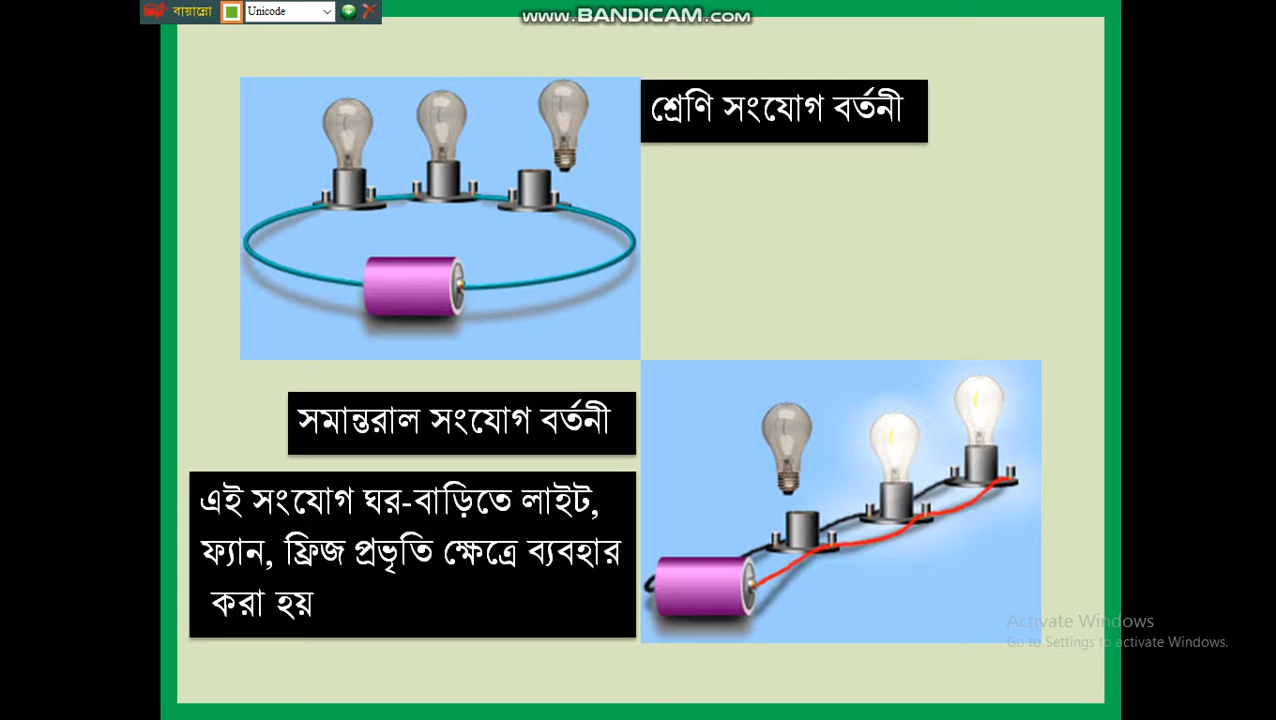 বায়ান্নো Unicode
WWW.BANDICAM.COM
শ্রেণি সংযোগ বর্তনী
সমান্তরাল সংযোগ বর্তনী
এই সংযোগ ঘর-বাড়িতে লাইট,
ফ্যান, ফ্রিজ প্রভৃতি ক্ষেত্রে ব্যবহার
করা হয়
Activate Windows
Go to Settings to activate Windows.